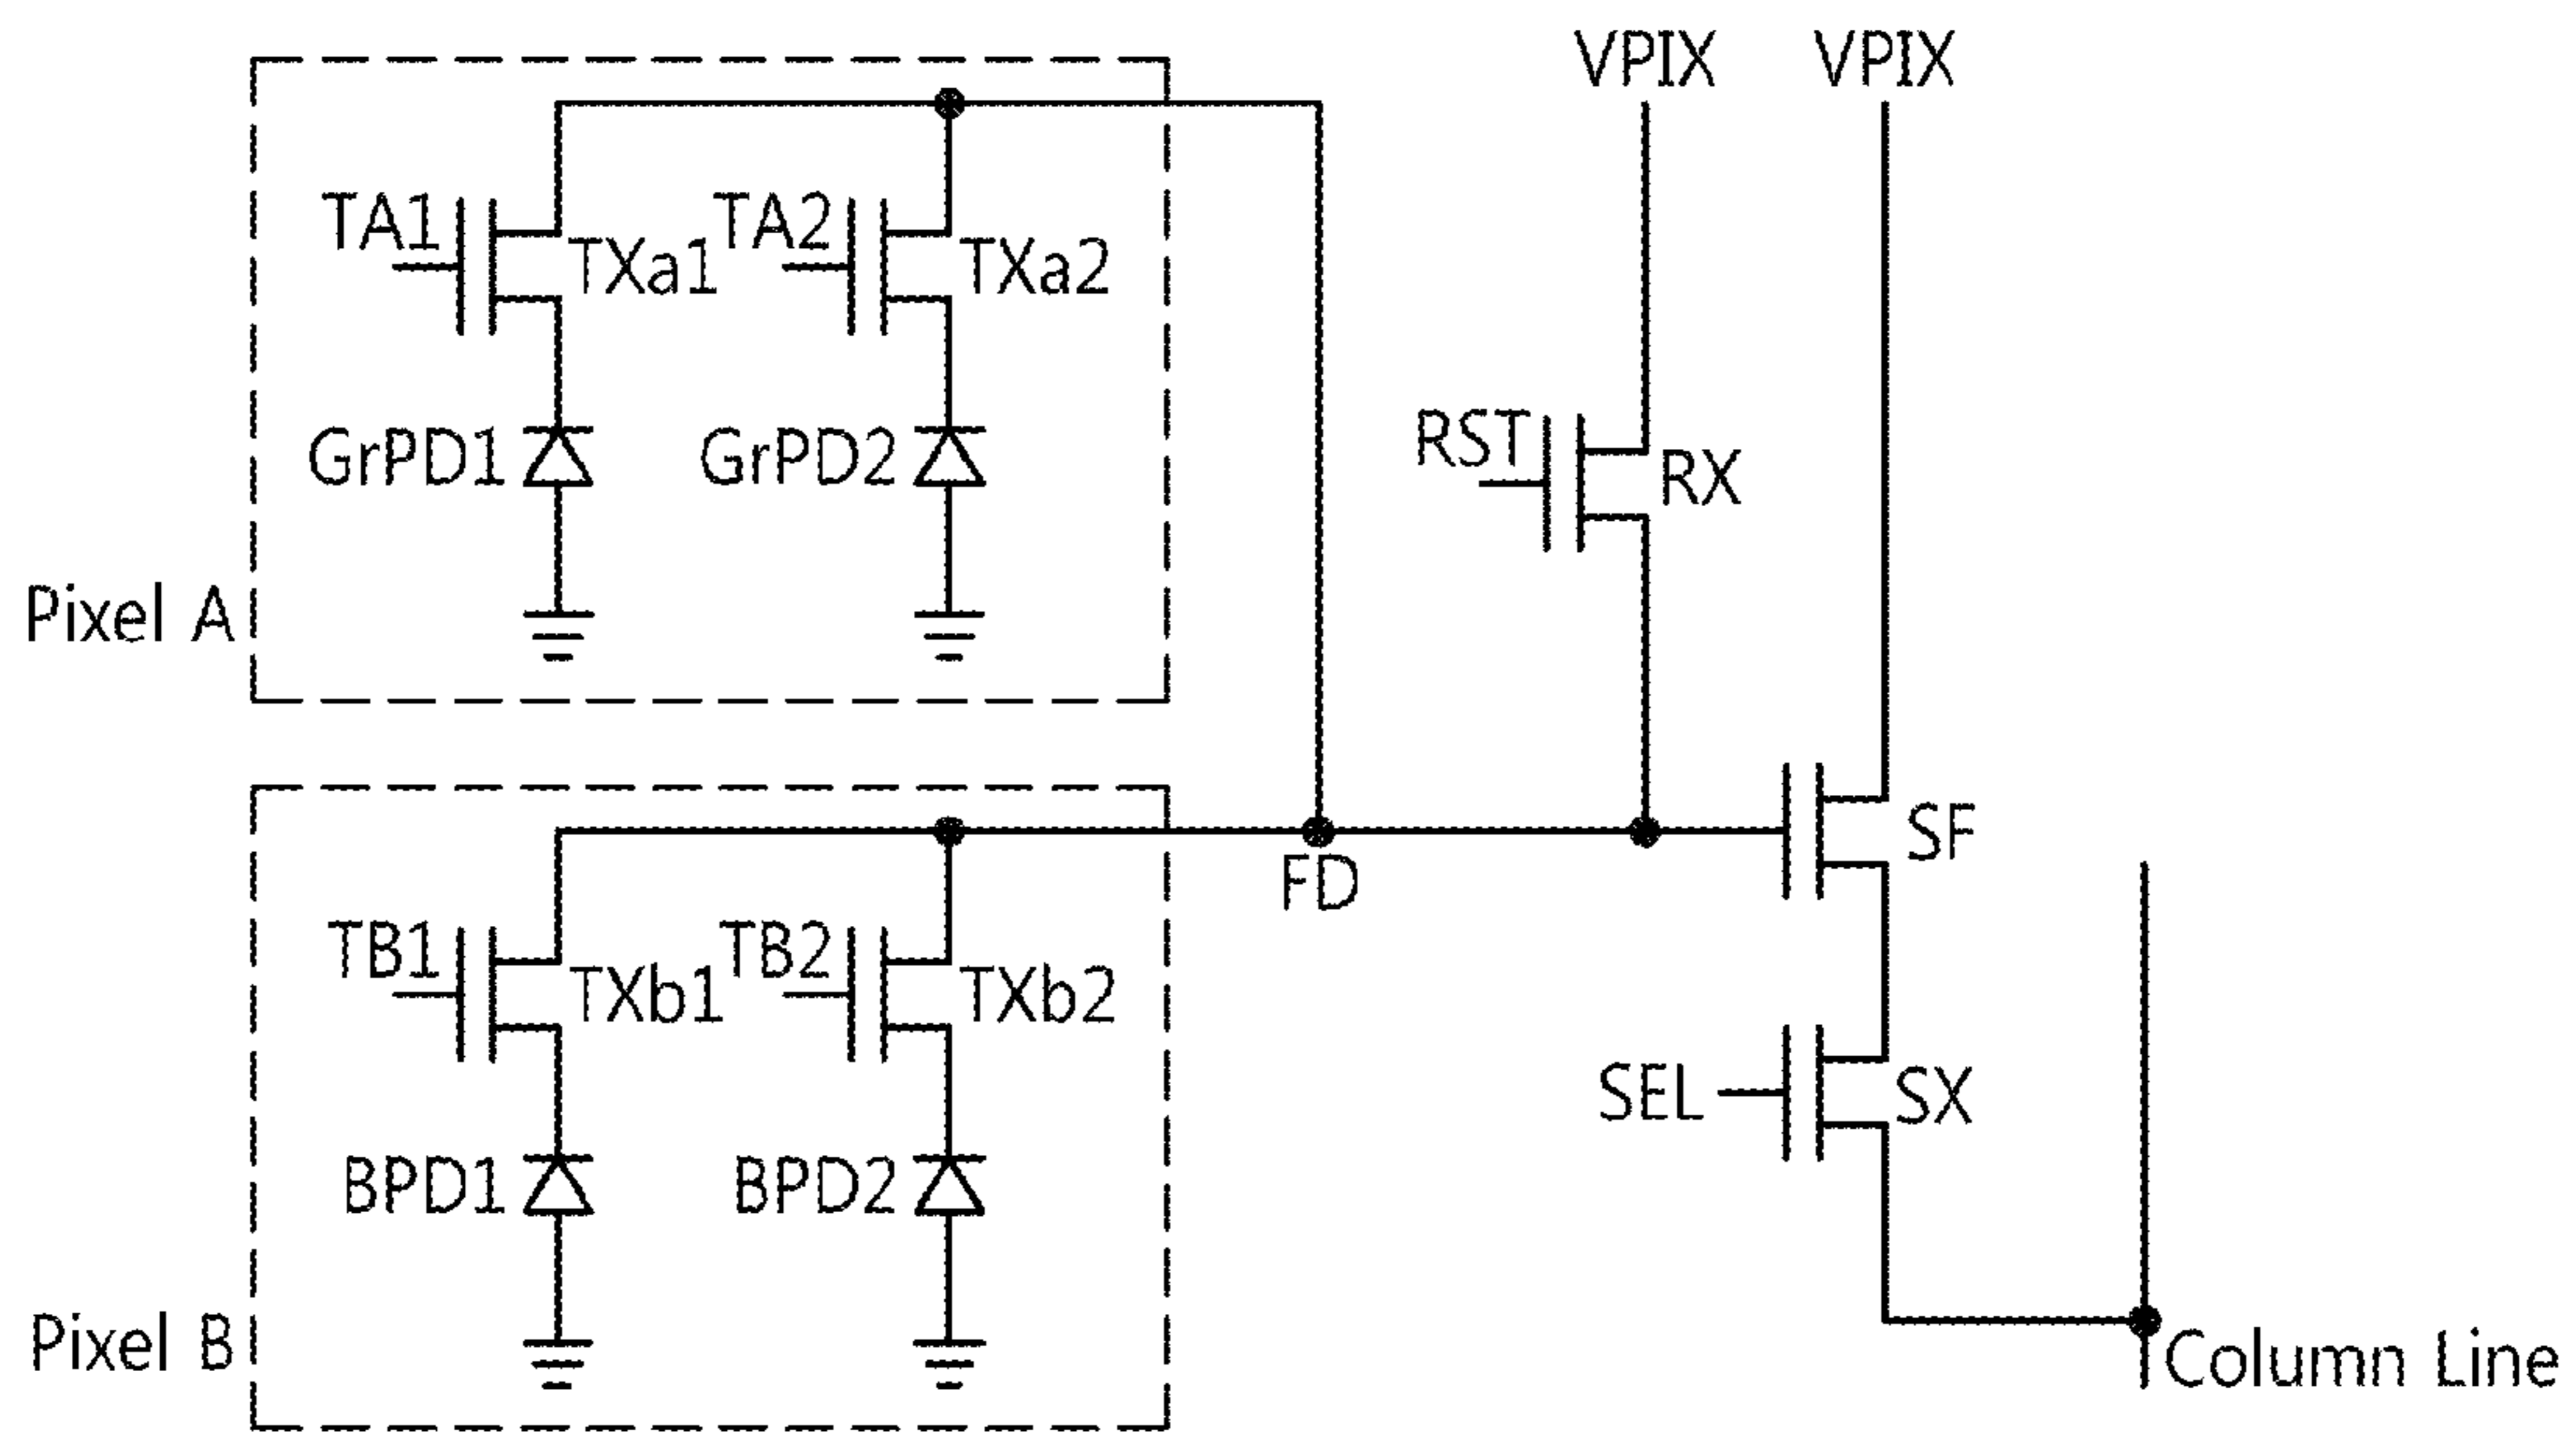 VPIX VPIX
TA1 TXa1 TA2 TXa2
RST RX
GrPD1 GrPD2
Pixel A
SF
FD
TB1 TXb1 TB2 TXb2
SEL SX
BPD1 BPD2
Pixel B
Column Line